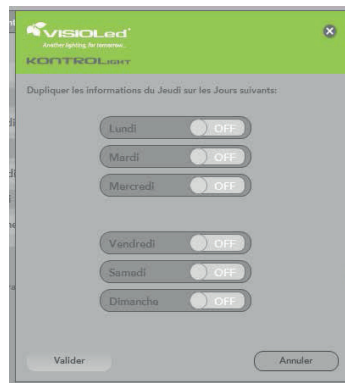 VISIOLed
Another lighting, for tomorrow.
KONTROLIGHT
Dupliquer les informations du Jeudi sur les Jours suivants:
Lundi OFF
Mardi OFF
Mercredi OFF
Vendredi OFF
Samedi OFF
Dimanche OFF
Valider Annuler